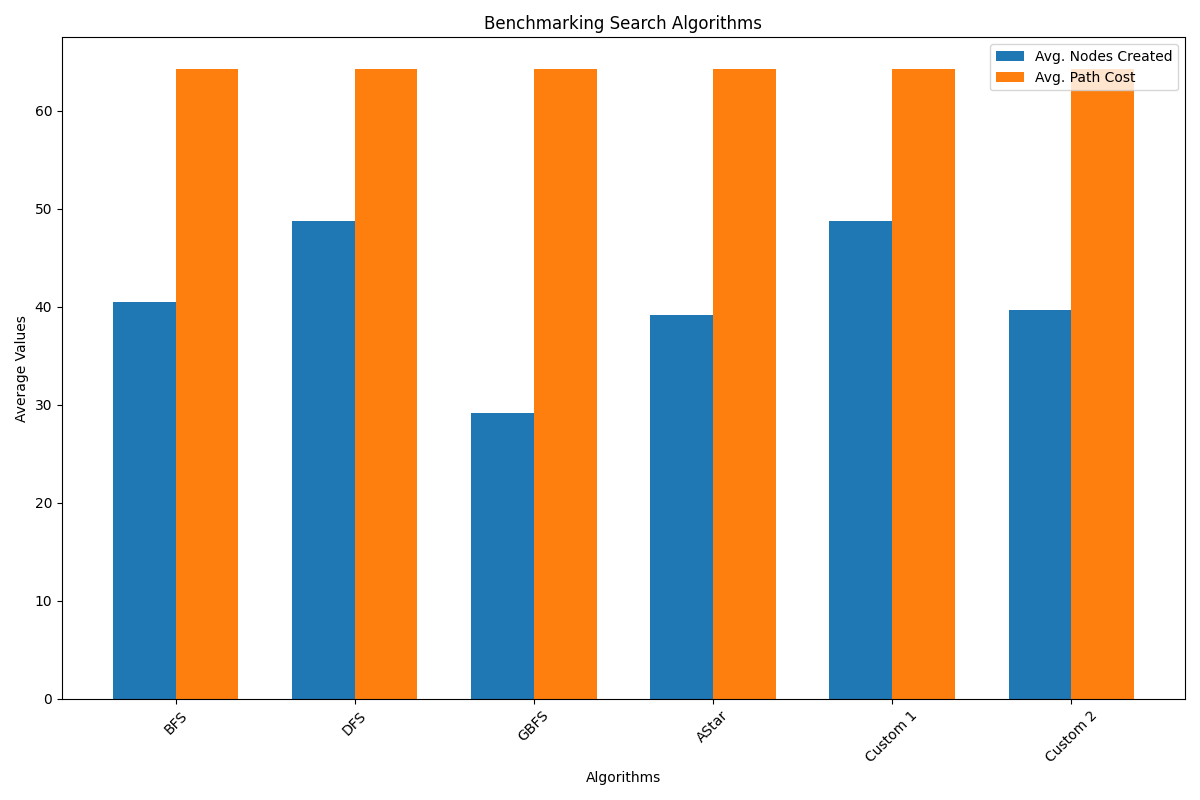 Benchmarking Search Algorithms
Avg. Nodes Created
Avg. Path Cost
60
50
40
30
20
10
0
Average Values
BFS
DFS
GBFS
AStar
Custom 1
Custom 2
Algorithms